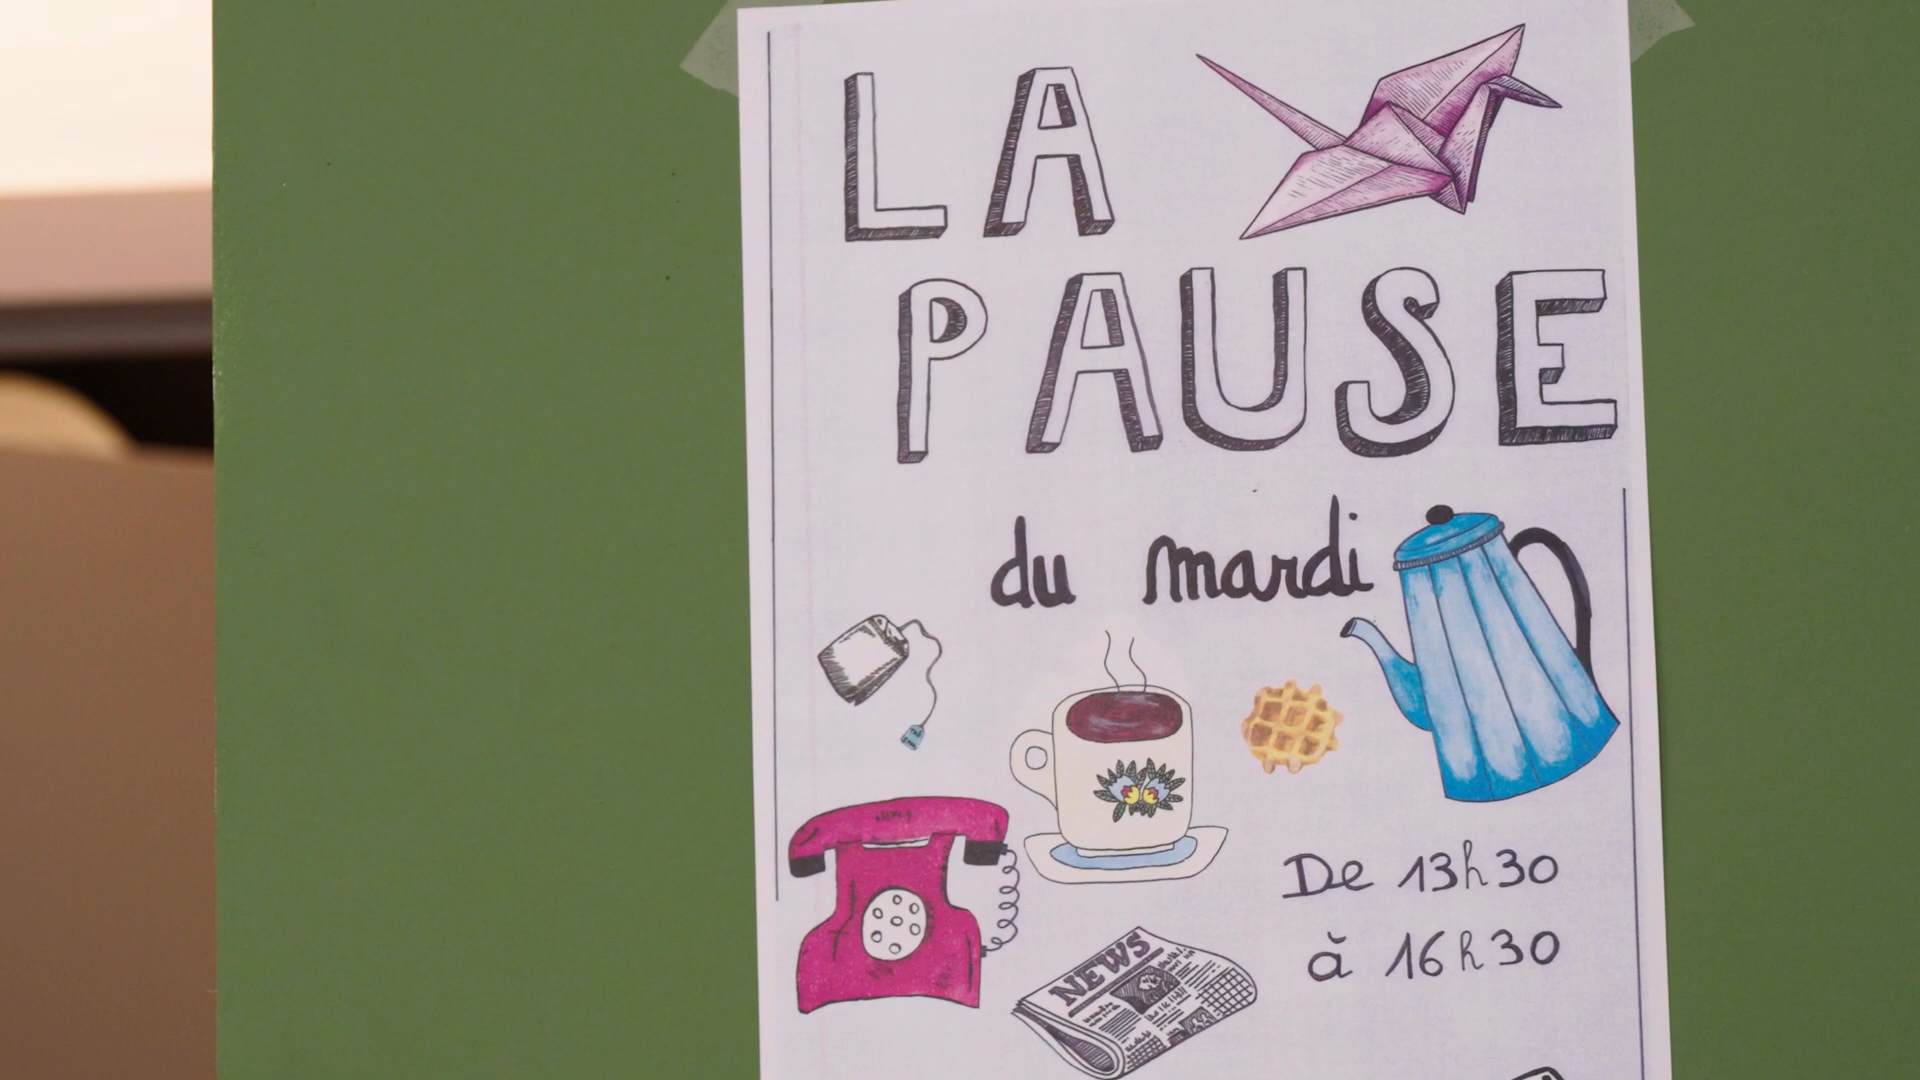 LA
PAUSE
du mardi
De 13h30
à 16h30
NEWS